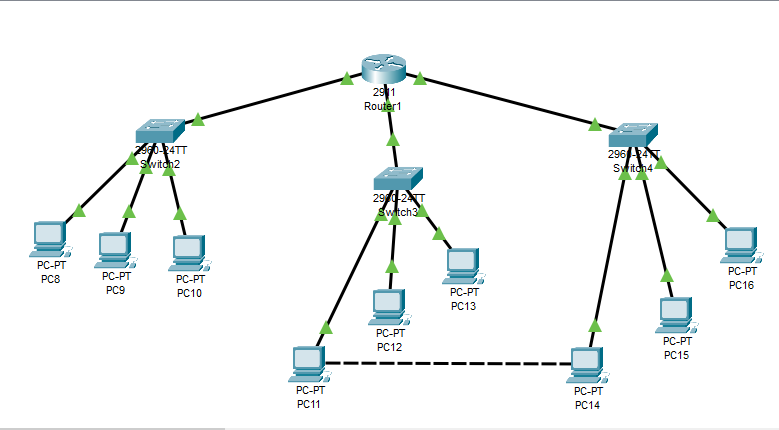 2911
Router1
2960-24TT
Switch2
2960-24TT
Switch3
2960-24TT
Switch4
PC-PT
PC8
PC-PT
PC9
PC-PT
PC10
PC-PT
PC11
PC-PT
PC12
PC-PT
PC13
PC-PT
PC14
PC-PT
PC15
PC-PT
PC16